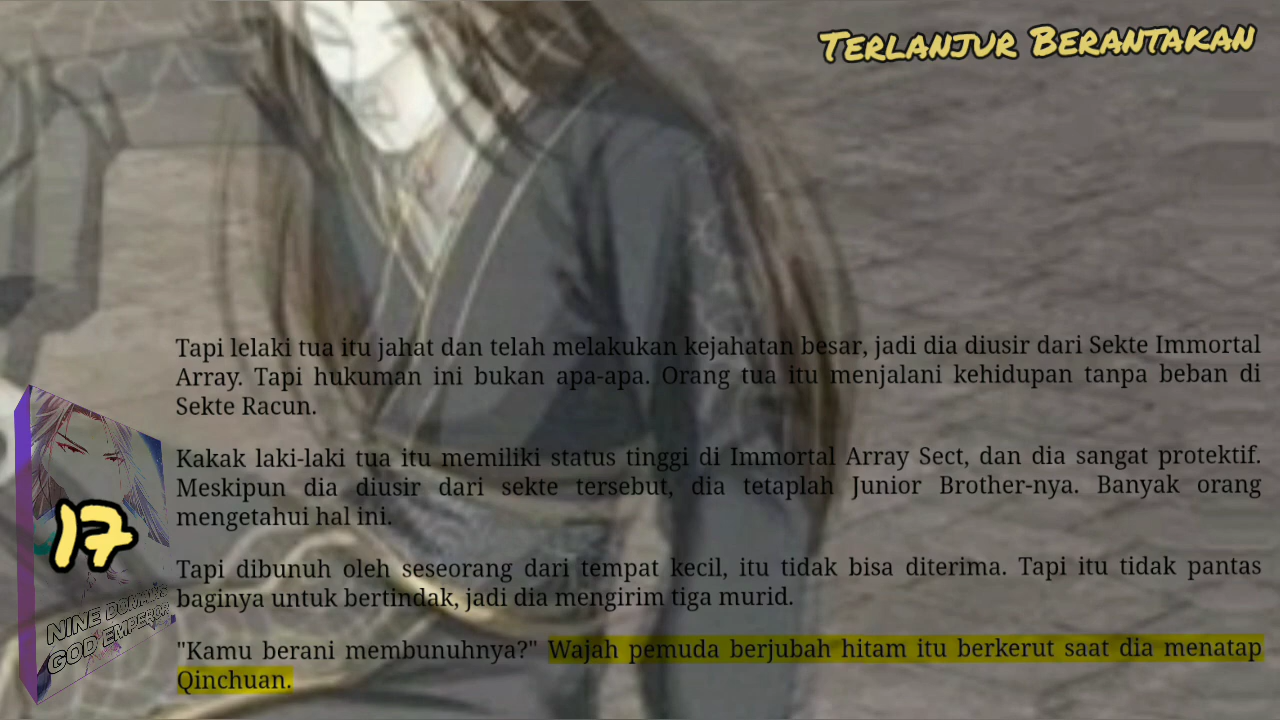 Terlanjur Berantakan
Tapi lelaki tua itu jahat dan telah melakukan kejahatan besar, jadi dia diusir dari Sekte Immortal
Array. Tapi hukuman ini bukan apa-apa. Orang tua itu menjalani kehidupan tanpa beban di
Sekte Racun.
Kakak laki-laki tua itu memiliki status tinggi di Immortal Array Sect, dan dia sangat protektif.
Meskipun dia diusir dari sekte tersebut, dia tetaplah Junior Brother-nya. Banyak orang
mengetahui hal ini.
Tapi dibunuh oleh seseorang dari tempat kecil, itu tidak bisa diterima. Tapi itu tidak pantas
baginya untuk bertindak, jadi dia mengirim tiga murid.
"Kamu berani membunuhnya?" Wajah pemuda berjubah hitam itu berkerut saat dia menatap
Qinchuan.
17
NINE DOMAINS
GOD EMPEROR